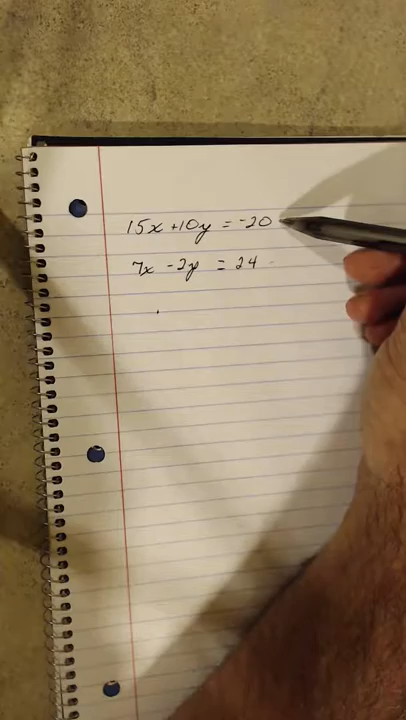 15x +10y = -20
7x -2y = 24